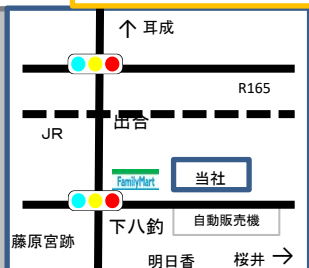 ↑ 耳成
R165
出合
JR
FamilyMart
当社
下八釣
自動販売機
藤原宮跡
明日香
桜井 →